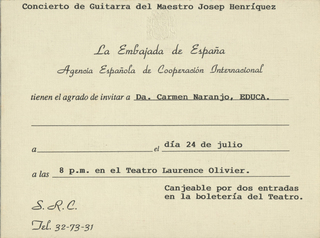 Concierto de Guitarra del Maestro Josep Henríquez
La Embajada de España
Agencia Española de Cooperación Internacional
tienen el agrado de invitar a Da. Carmen Naranjo, EDUCA.
a el día 24 de julio
a las 8 p.m. en el Teatro Laurence Olivier.
Canjeable por dos entradas
en la boletería del Teatro.
S. R. C.
Tel. 32-73-31